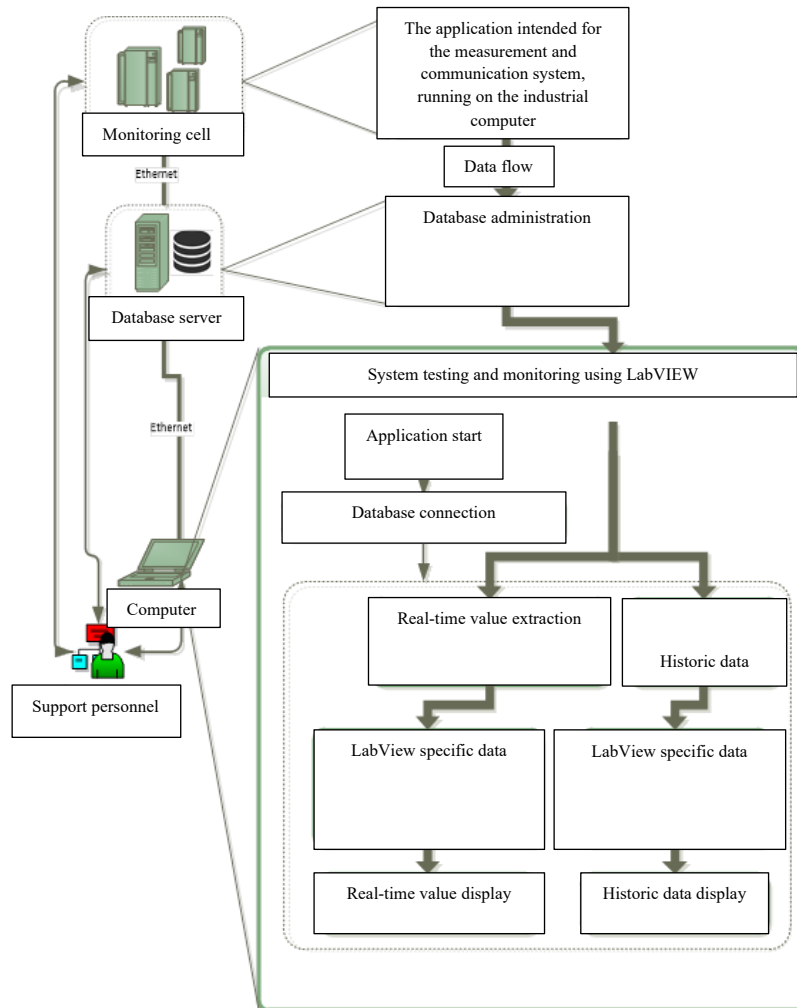 The application intended for
the measurement and
communication system,
running on the industrial
computer
Monitoring cell
Ethernet
Data flow
Database administration
Database server
System testing and monitoring using LabVIEW
Application start
Ethernet
Database connection
Computer
Real-time value extraction
Historic data
Support personnel
LabView specific data
LabView specific data
Real-time value display
Historic data display